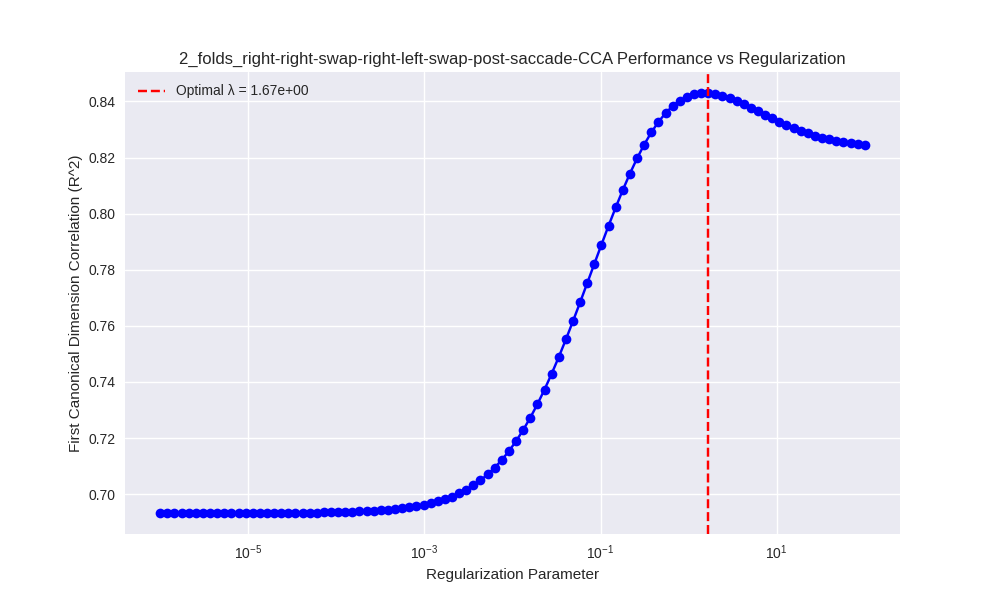 2_folds_right-right-swap-right-left-swap-post-saccade-CCA Performance vs Regularization
Optimal λ = 1.67e+00
First Canonical Dimension Correlation (R^2)
0.84
0.82
0.80
0.78
0.76
0.74
0.72
0.70
10⁻⁵ 10⁻³ 10⁻¹ 10¹
Regularization Parameter